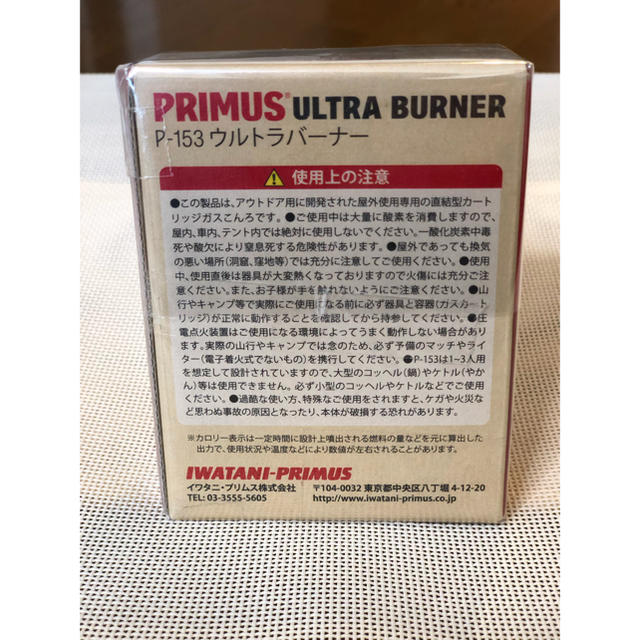 PRIMUS® ULTRA BURNER
P-153 ウルトラバーナー
使用上の注意
●この製品は、アウトドア用に開発された屋外使用専用の直結型カート
リッジガスこんろです。●ご使用中は大量に酸素を消費しますので、
屋内、車内、テント内では絶対に使用しないでください。一酸化炭素中毒
死や酸欠により窒息死する危険性があります。●屋外であっても換気
の悪い場所(洞窟、窪地等)では充分に注意してご使用ください。●使用
中、使用直後は器具が大変熱くなっておりますので火傷には充分ご注
意ください。また、お子様が手を触れないようにご注意ください。●山
行やキャンプ等で実際にご使用になる前に必ず器具と容器(ガスカート
リッジ)が正常に動作することを確認してから持参してください。●圧
電点火装置はご使用になる環境によってうまく動作しない場合があり
ます。実際の山行やキャンプでは念のため、必ず予備のマッチやライ
ター(電子着火式でないもの)を携行してください。●P-153は1~3人用
を想定して設計されていますので、大型のコッヘル(鍋)やケトル(やか
ん)等は使用できません。必ず小型のコッヘルやケトルなどでご使用く
ださい。●過酷な使い方、特殊なご使用をされますと、ケガや火災な
ど思わぬ事故の原因となったり、本体が破損する恐れがあります。
※カロリー表示は一定時間に設計上噴出される燃料の量などを元に算出した
出力で、使用状況や温度などにより数値が左右されることがあります。
IWATANI-PRIMUS
イワタニ・プリムス株式会社 〒104-0032 東京都中央区八丁堀 4-12-20
TEL: 03-3555-5605 http://www.iwatani-primus.co.jp